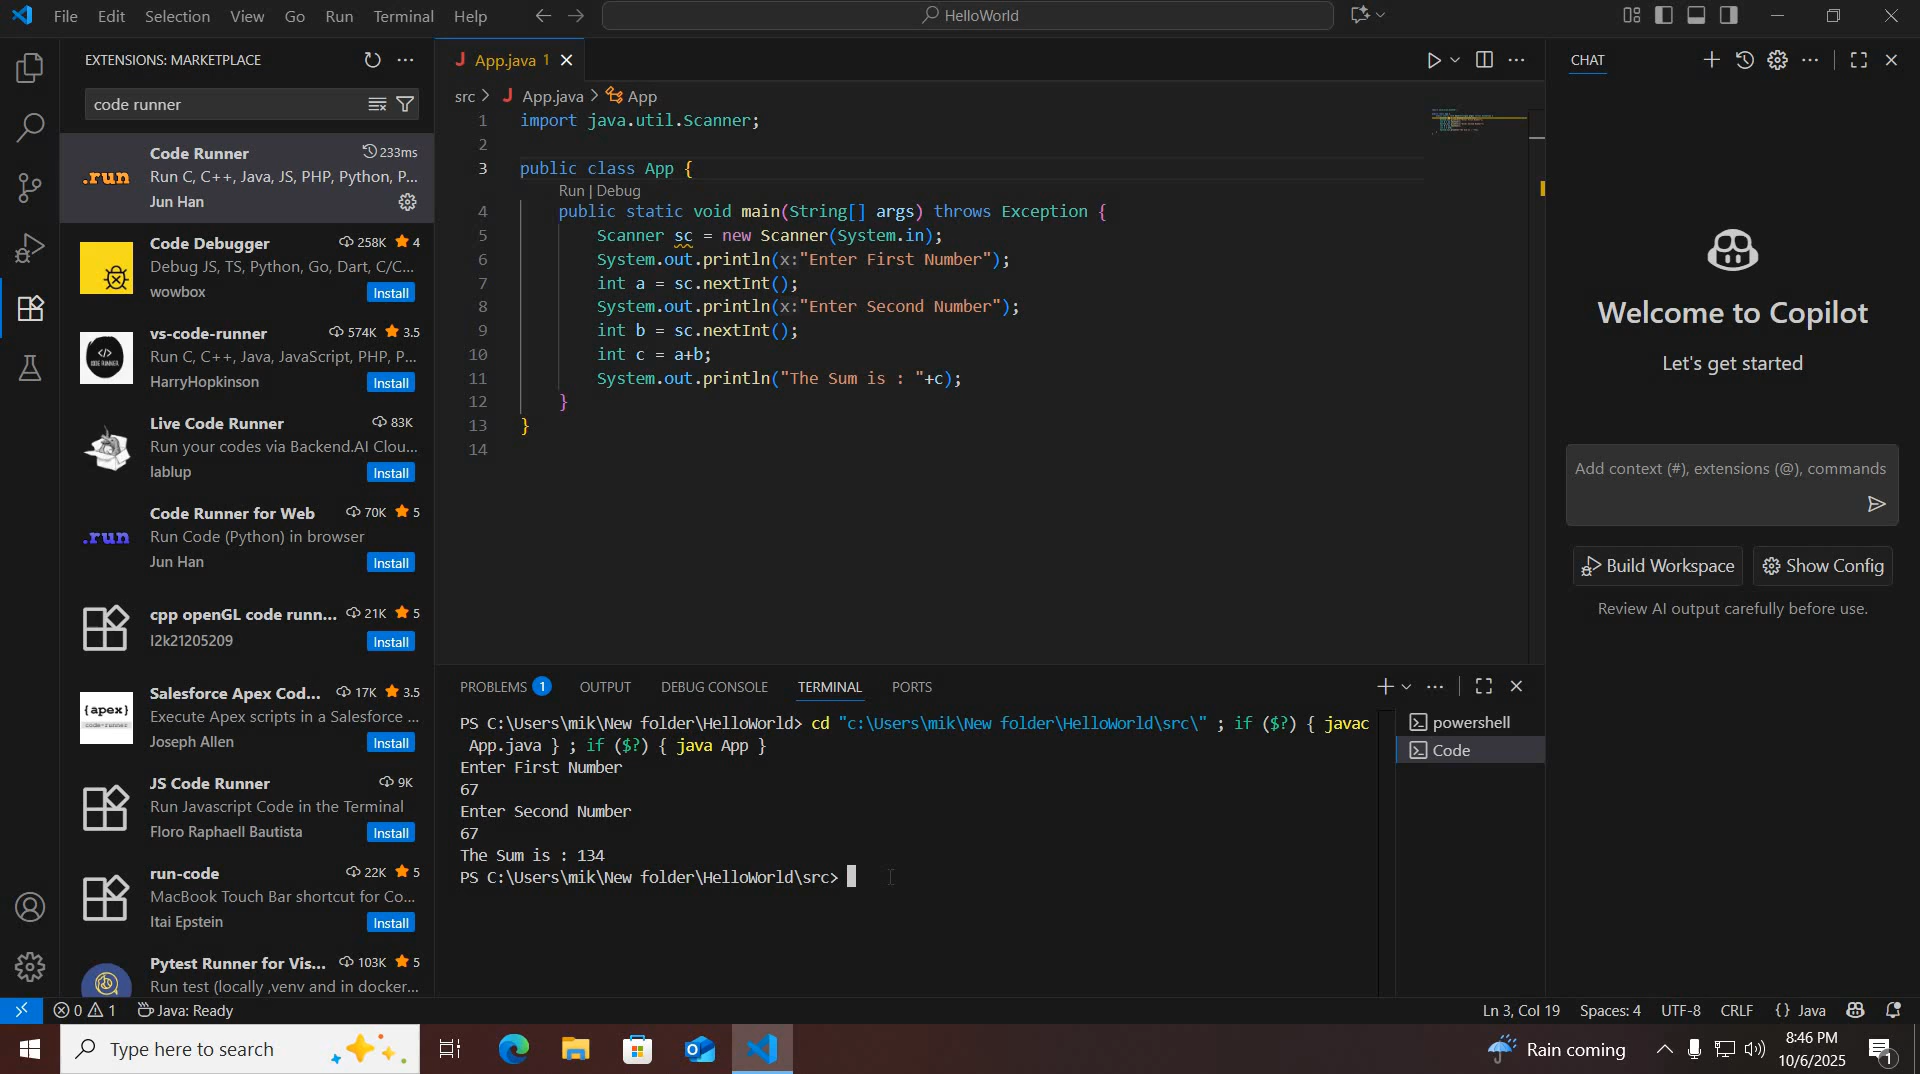 File Edit Selection View Go Run Terminal Help
HelloWorld
EXTENSIONS: MARKETPLACE
code runner
Code Runner 233ms
Run C, C++, Java, JS, PHP, Python, P...
Jun Han
.run
Code Debugger 258K 4
Debug JS, TS, Python, Go, Dart, C/C...
wowbox Install
vs-code-runner 574K 3.5
Run C, C++, Java, JavaScript, PHP, P...
HarryHopkinson Install
Live Code Runner 83K
Run your codes via Backend.AI Clou...
lablup Install
Code Runner for Web 70K 5
Run Code (Python) in browser
Jun Han Install
.run
cpp openGL code runn... 21K 5
l2k21205209 Install
Salesforce Apex Cod... 17K 3.5
Execute Apex scripts in a Salesforce ...
Joseph Allen Install
{apex}
code-runner
JS Code Runner 9K
Run Javascript Code in the Terminal
Floro Raphaell Bautista Install
run-code 22K 5
MacBook Touch Bar shortcut for Co...
Itai Epstein Install
Pytest Runner for Vis... 103K 5
Run test (locally ,venv and in docker...
J App.java 1
src > J App.java > App
1 import java.util.Scanner;
2
3 public class App {
Run | Debug
4 public static void main(String[] args) throws Exception {
5 Scanner sc = new Scanner(System.in);
6 System.out.println(x:"Enter First Number");
7 int a = sc.nextInt();
8 System.out.println(x:"Enter Second Number");
9 int b = sc.nextInt();
10 int c = a+b;
11 System.out.println("The Sum is : "+c);
12 }
13 }
14
PROBLEMS 1 OUTPUT DEBUG CONSOLE TERMINAL PORTS
PS C:\Users\mik\New folder\HelloWorld> cd "c:\Users\mik\New folder\HelloWorld\src\" ; if ($?) { javac
App.java } ; if ($?) { java App }
Enter First Number
67
Enter Second Number
67
The Sum is : 134
PS C:\Users\mik\New folder\HelloWorld\src>
powershell
Code
CHAT
Welcome to Copilot
Let's get started
Add context (#), extensions (@), commands
Build Workspace Show Config
Review AI output carefully before use.
0 1 Java: Ready
Ln 3, Col 19 Spaces: 4 UTF-8 CRLF {} Java
Type here to search
Rain coming
8:46 PM
10/6/2025
1